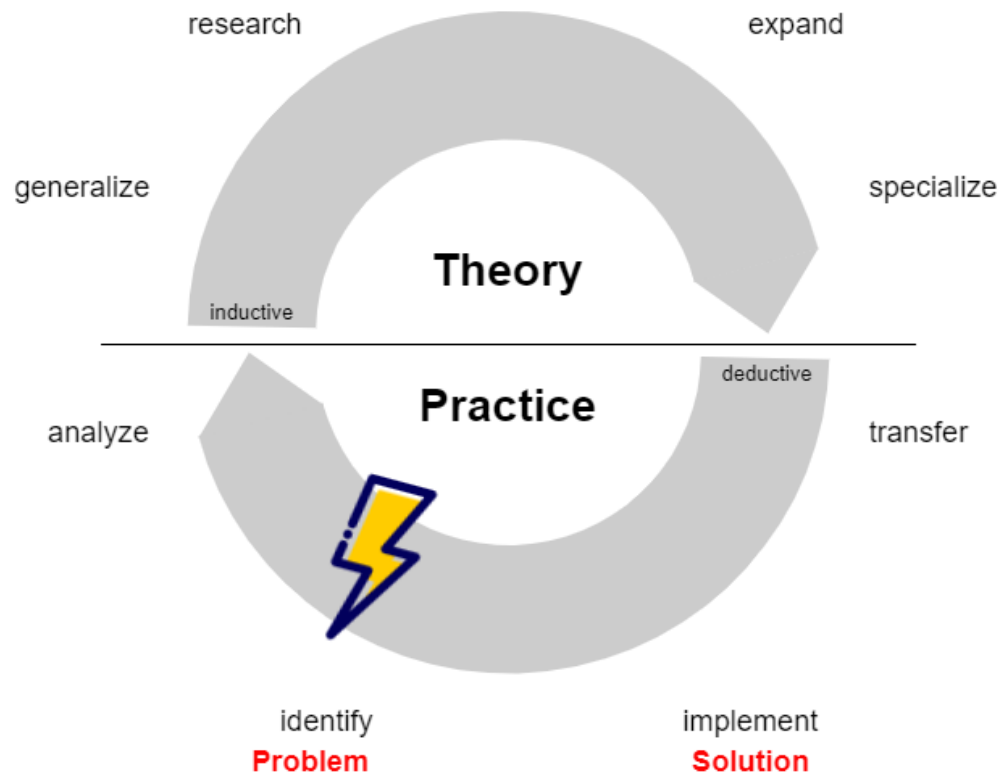 research
expand
generalize
specialize
Theory
inductive
Practice
deductive
analyze
transfer
identify
implement
Problem
Solution